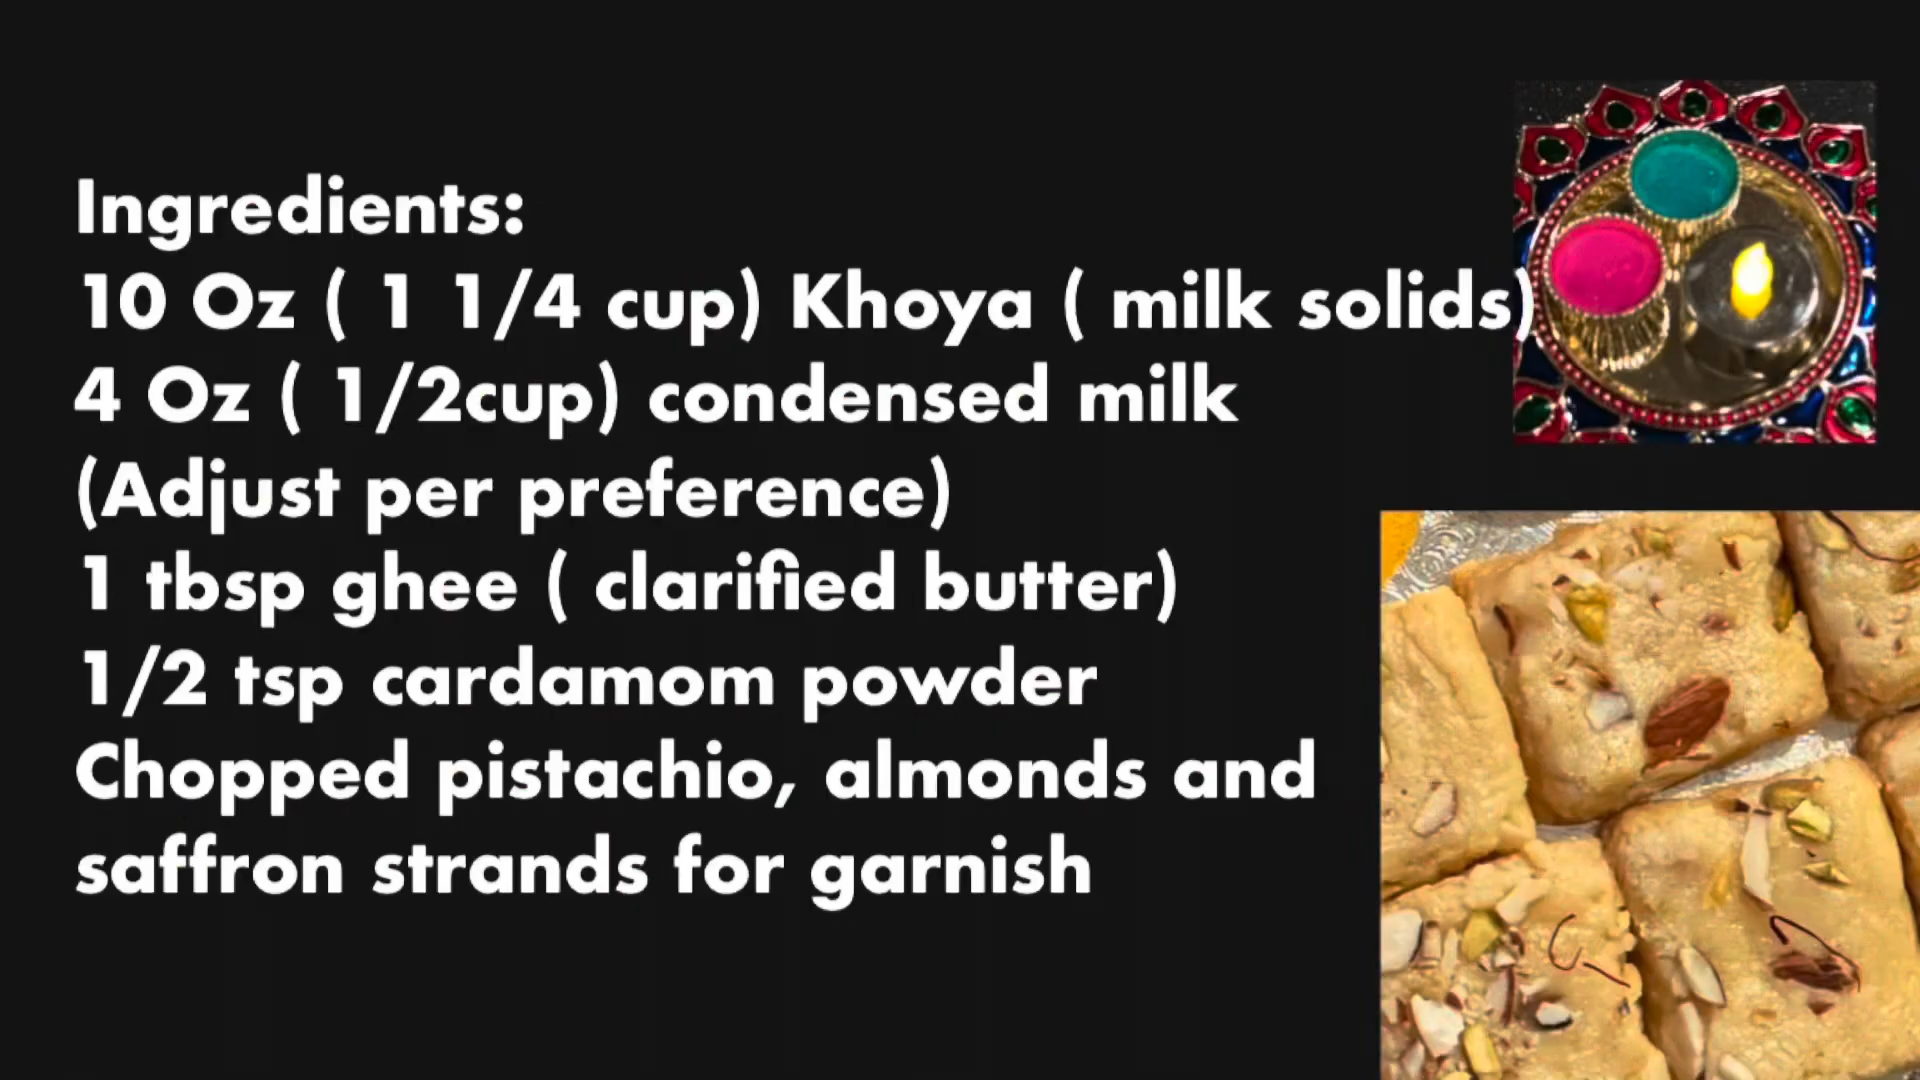 Ingredients:
10 Oz ( 1 1/4 cup) Khoya ( milk solids)
4 Oz ( 1/2cup) condensed milk
(Adjust per preference)
1 tbsp ghee ( clarified butter)
1/2 tsp cardamom powder
Chopped pistachio, almonds and
saffron strands for garnish